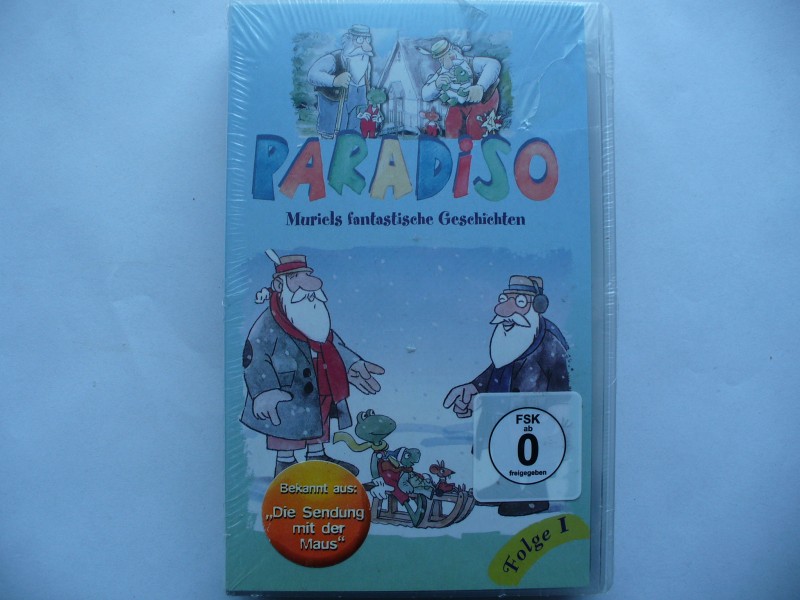 PARADiSO
Muriels fantastische Geschichten
FSK
ab
0
freigegeben
Bekannt aus:
„Die Sendung
mit der
Maus"
Folge 1